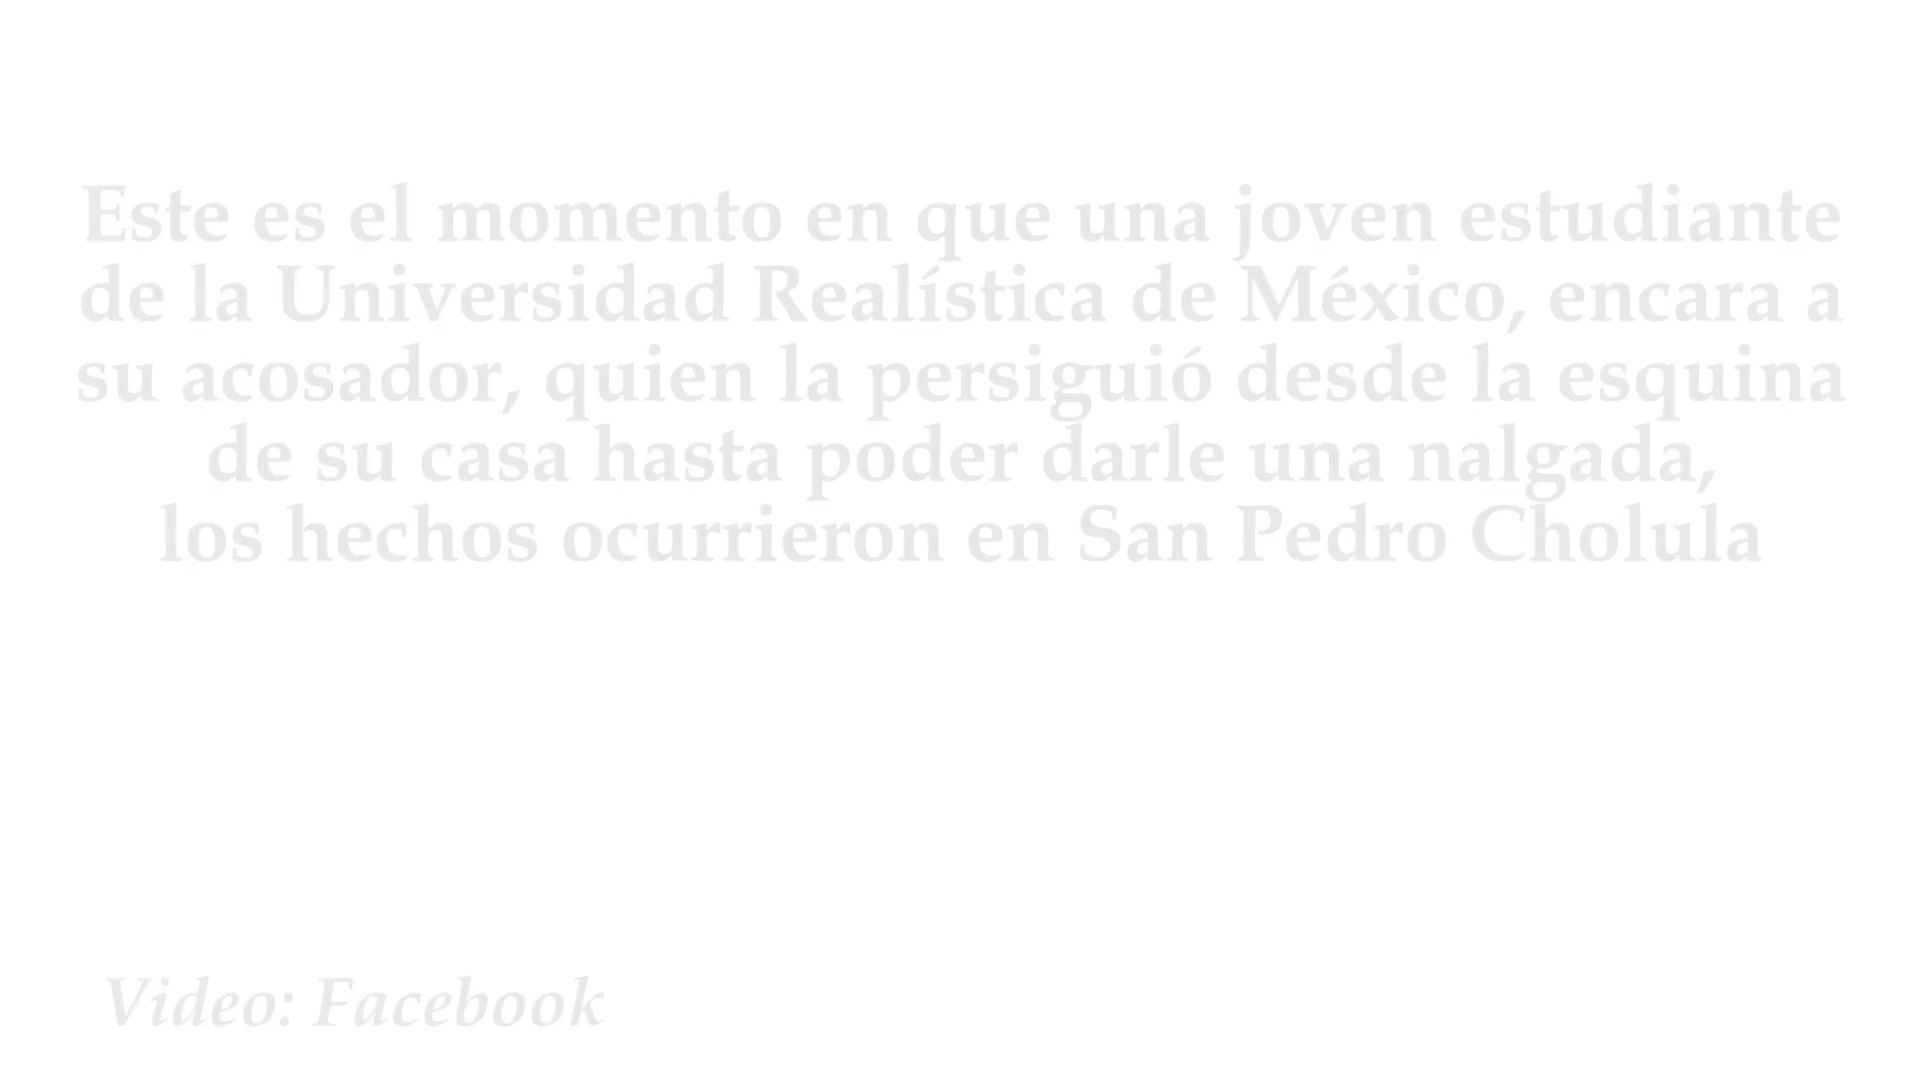 Este es el momento en que una joven estudiante
de la Universidad Realística de México, encara a
su acosador, quien la persiguió desde la esquina
de su casa hasta poder darle una nalgada,
los hechos ocurrieron en San Pedro Cholula
Video: Facebook